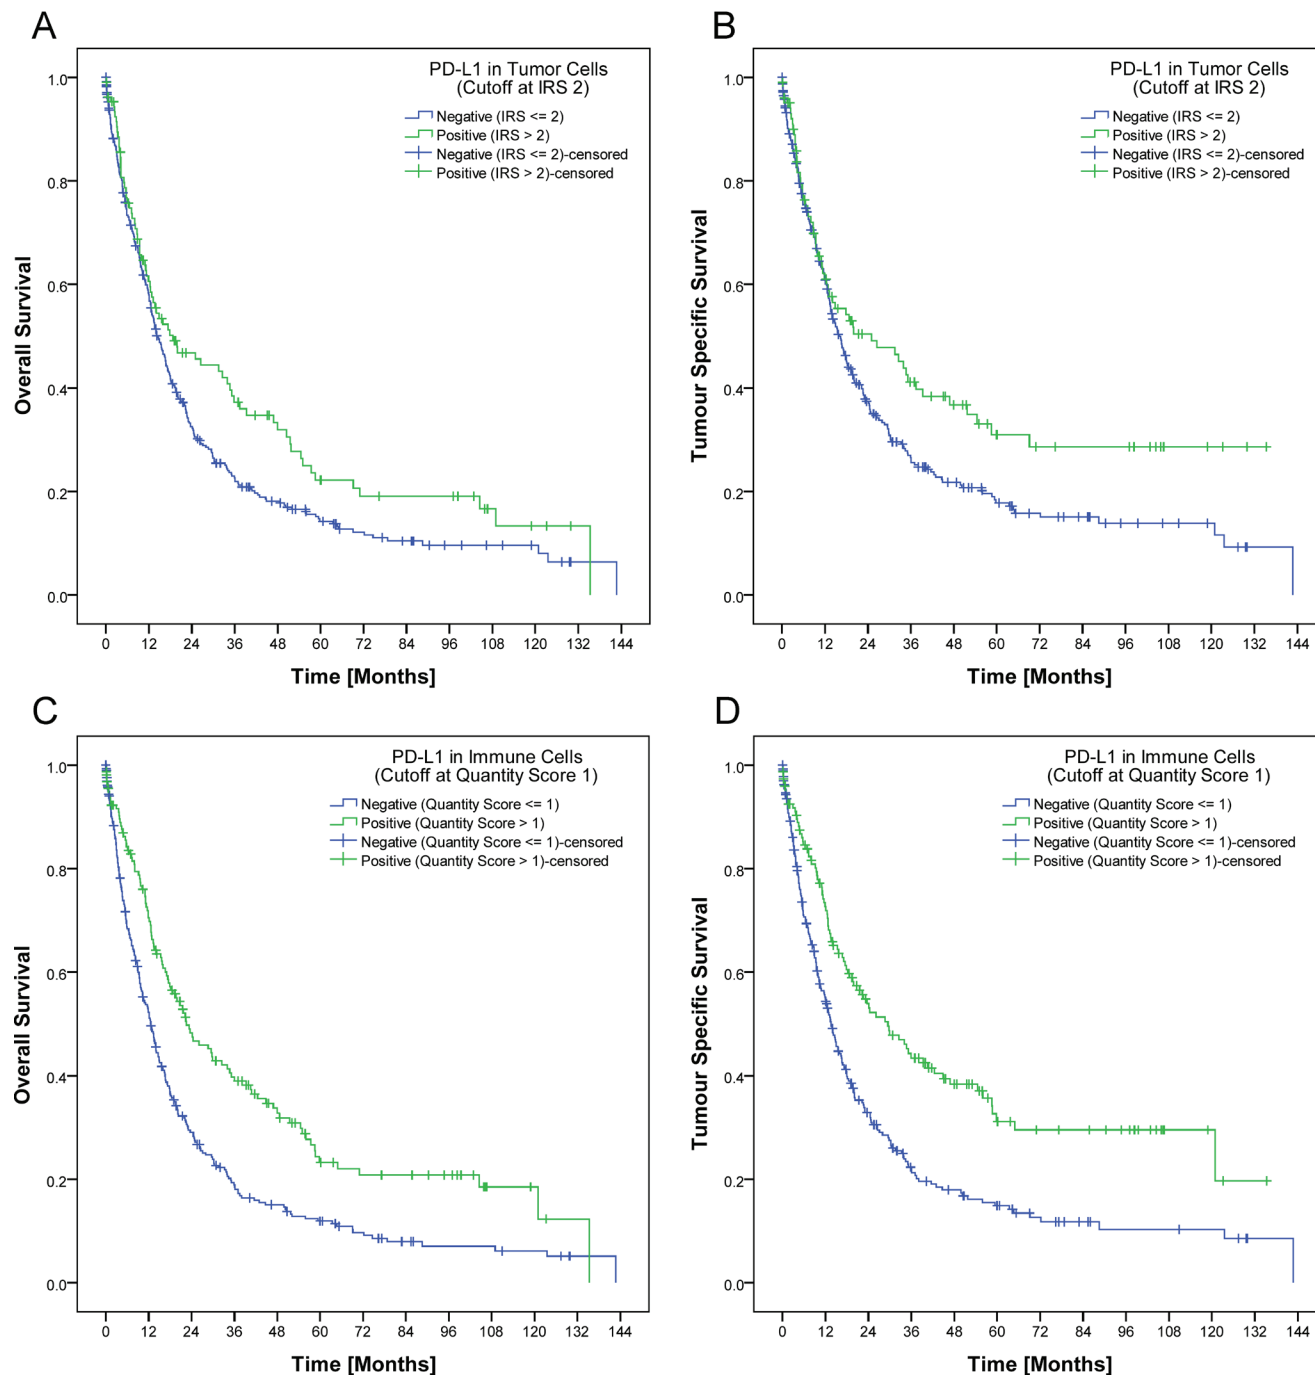 A
PD-L1 in Tumor Cells
(Cutoff at IRS 2)
Negative (IRS <= 2)
Positive (IRS > 2)
Negative (IRS <= 2)-censored
Positive (IRS > 2)-censored
Overall Survival
1.0
0.8
0.6
0.4
0.2
0.0
0 12 24 36 48 60 72 84 96 108 120 132 144
Time [Months]
B
PD-L1 in Tumor Cells
(Cutoff at IRS 2)
Negative (IRS <= 2)
Positive (IRS > 2)
Negative (IRS <= 2)-censored
Positive (IRS > 2)-censored
Tumour Specific Survival
1.0
0.8
0.6
0.4
0.2
0.0
0 12 24 36 48 60 72 84 96 108 120 132 144
Time [Months]
C
PD-L1 in Immune Cells
(Cutoff at Quantity Score 1)
Negative (Quantity Score <= 1)
Positive (Quantity Score > 1)
Negative (Quantity Score <= 1)-censored
Positive (Quantity Score > 1)-censored
Overall Survival
1.0
0.8
0.6
0.4
0.2
0.0
0 12 24 36 48 60 72 84 96 108 120 132 144
Time [Months]
D
PD-L1 in Immune Cells
(Cutoff at Quantity Score 1)
Negative (Quantity Score <= 1)
Positive (Quantity Score > 1)
Negative (Quantity Score <= 1)-censored
Positive (Quantity Score > 1)-censored
Tumour Specific Survival
1.0
0.8
0.6
0.4
0.2
0.0
0 12 24 36 48 60 72 84 96 108 120 132 144
Time [Months]